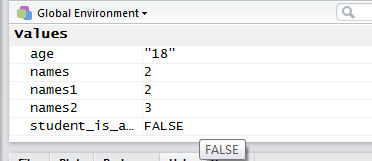 Global Environment
Values
age "18"
names 2
names1 2
names2 3
student_is_a… FALSE
FALSE